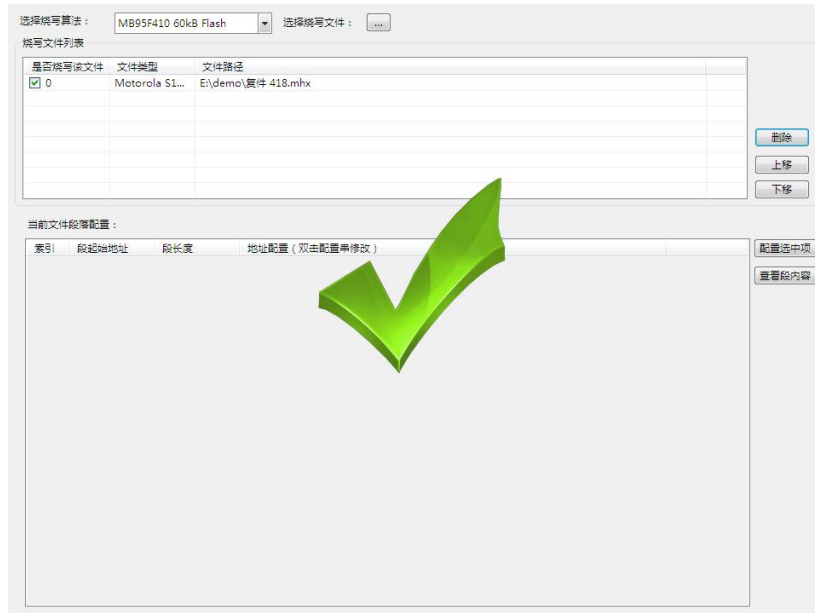 选择烧写算法： MB95F410 60kB Flash 选择烧写文件： ...
烧写文件列表
是否烧写该文件 文件类型 文件路径
0 Motorola S1... E:\demo\复件 418.mhx
删除
上移
下移
当前文件段落配置：
索引 段起始地址 段长度 地址配置（双击配置串修改） 配置选中项
查看段内容